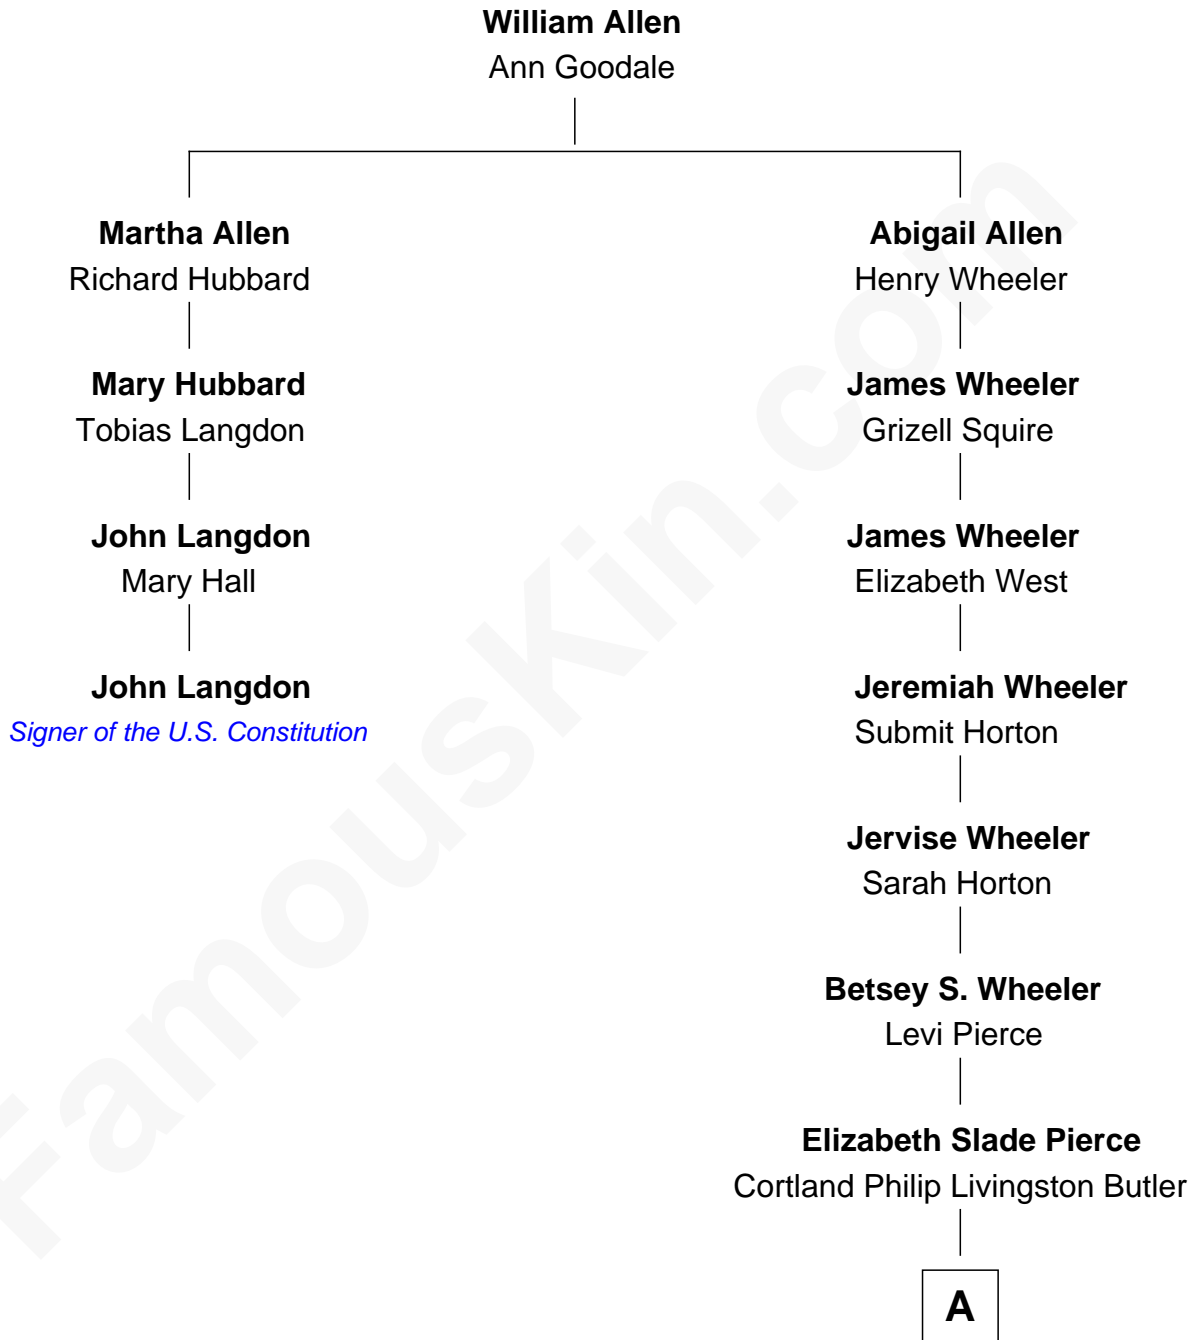 William Allen
Ann Goodale
Martha Allen
Richard Hubbard
Abigail Allen
Henry Wheeler
Mary Hubbard
Tobias Langdon
James Wheeler
Grizell Squire
John Langdon
Mary Hall
James Wheeler
Elizabeth West
John Langdon
Signer of the U.S. Constitution
Jeremiah Wheeler
Submit Horton
Jervise Wheeler
Sarah Horton
Betsey S. Wheeler
Levi Pierce
Elizabeth Slade Pierce
Cortland Philip Livingston Butler
A
FamousKin.com